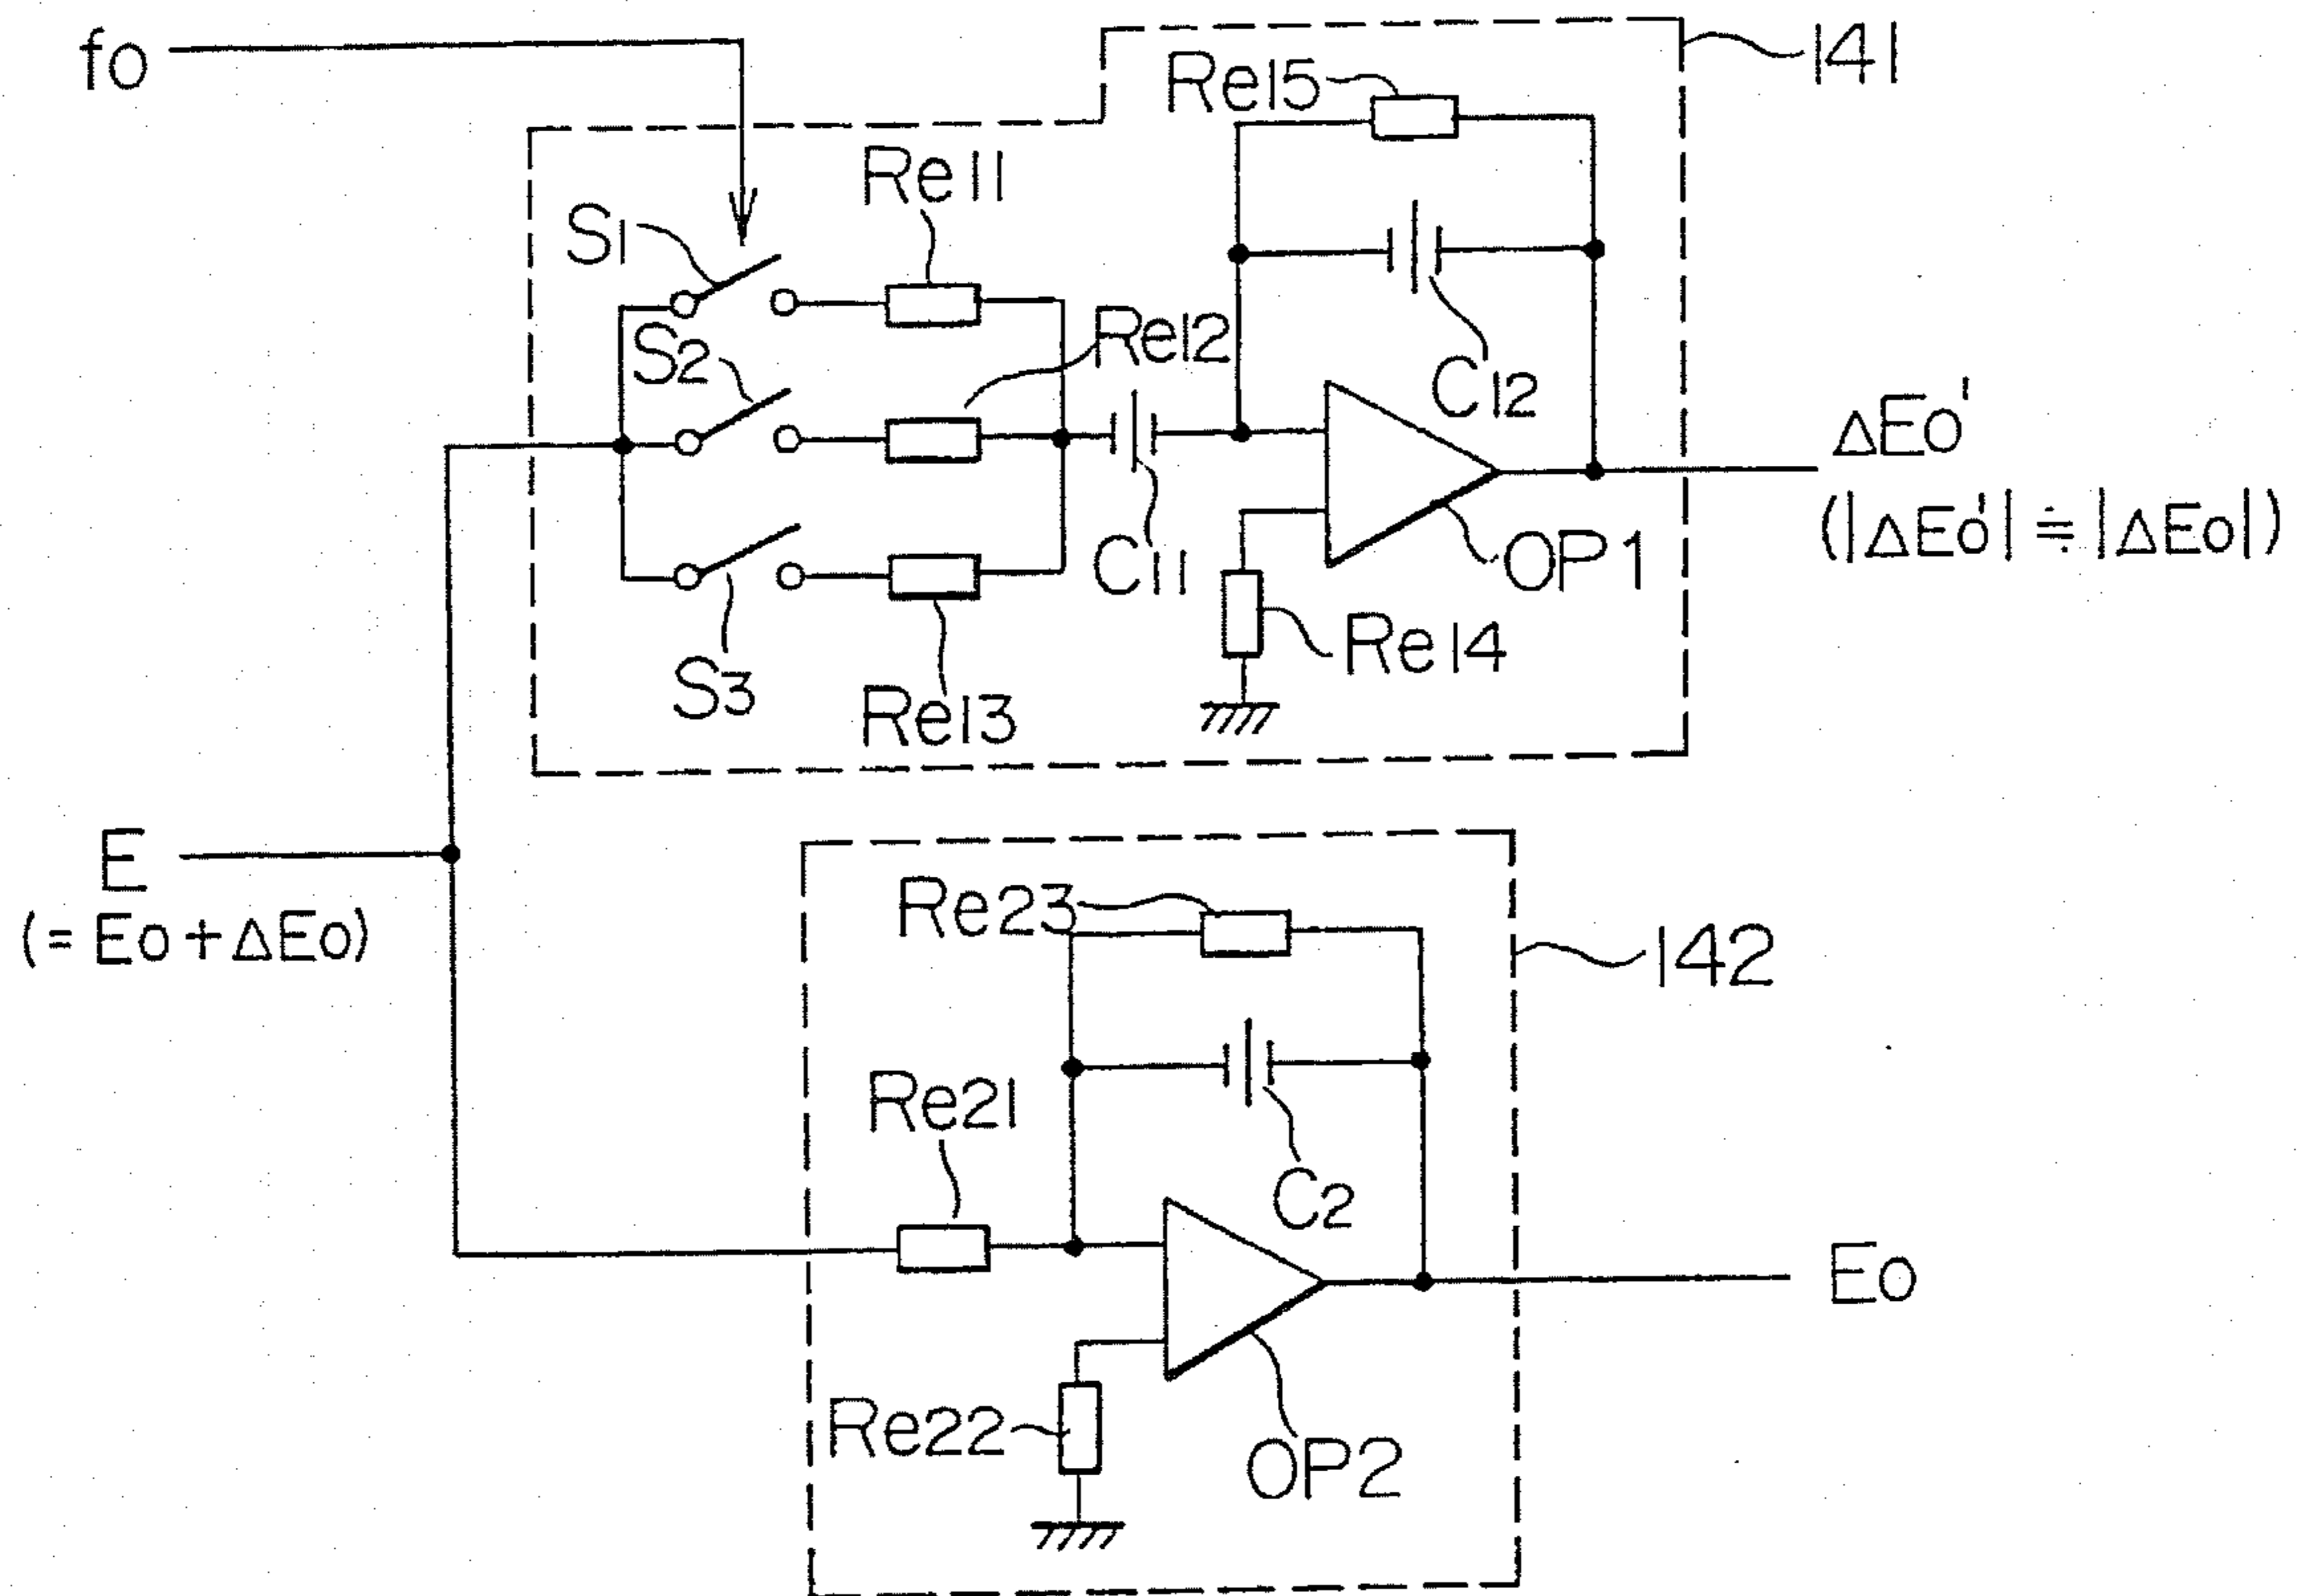 fo
141
Re15
Re11
S1
S2
Re12
C12
ΔEo'
(|ΔEo'|≒|ΔEo|)
C11
OP1
Re14
S3
Re13
E
(=Eo+ΔEo)
Re23
142
Re21
C2
Eo
Re22
OP2